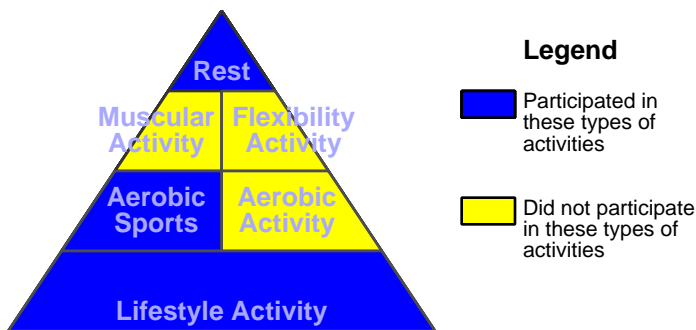 Rest
Muscular
Activity
Flexibility
Activity
Aerobic
Sports
Aerobic
Activity
Lifestyle Activity
Legend
Participated in
these types of
activities
Did not participate
in these types of
activities